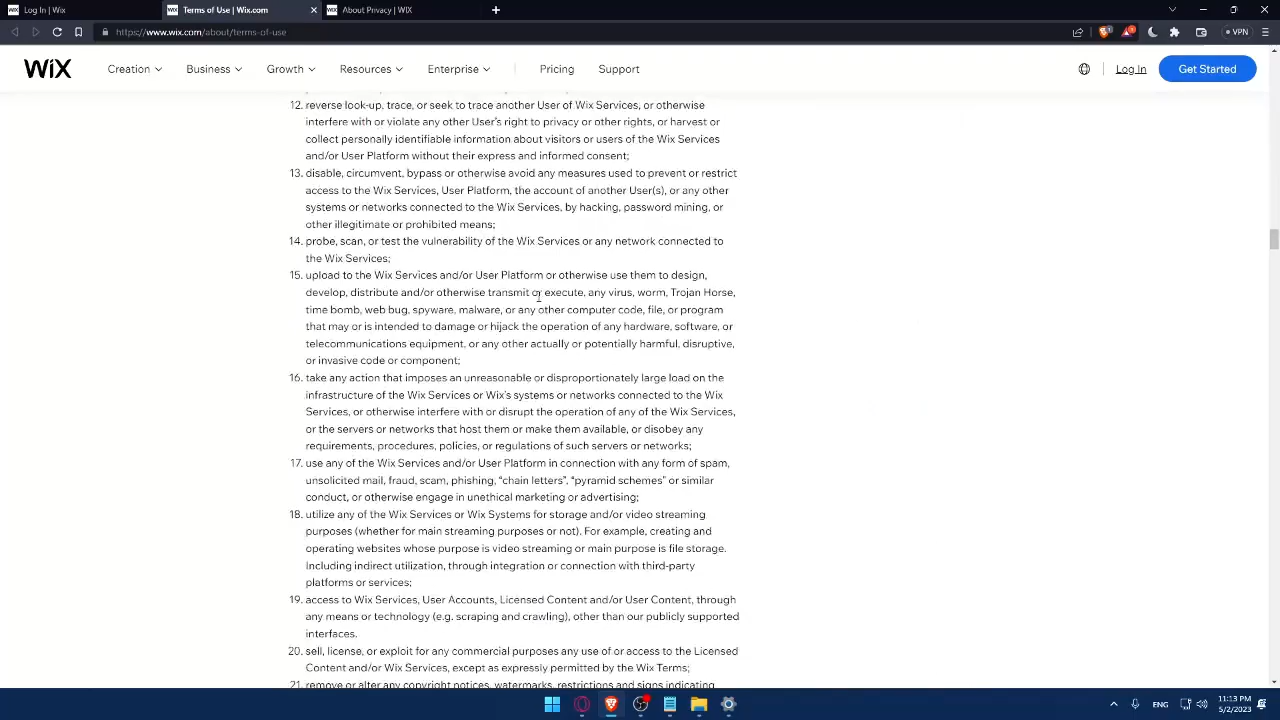 Log In | Wix
Terms of Use | Wix.com
About Privacy | WIX
https://www.wix.com/about/terms-of-use
VPN
WiX
Creation
Business
Growth
Resources
Enterprise
Pricing
Support
Log In
Get Started
12. reverse look-up, trace, or seek to trace another User of Wix Services, or otherwise
interfere with or violate any other User's right to privacy or other rights, or harvest or
collect personally identifiable information about visitors or users of the Wix Services
and/or User Platform without their express and informed consent;
13. disable, circumvent, bypass or otherwise avoid any measures used to prevent or restrict
access to the Wix Services, User Platform, the account of another User(s), or any other
systems or networks connected to the Wix Services, by hacking, password mining, or
other illegitimate or prohibited means;
14. probe, scan, or test the vulnerability of the Wix Services or any network connected to
the Wix Services;
15. upload to the Wix Services and/or User Platform or otherwise use them to design,
develop, distribute and/or otherwise transmit or execute, any virus, worm, Trojan Horse,
time bomb, web bug, spyware, malware, or any other computer code, file, or program
that may or is intended to damage or hijack the operation of any hardware, software, or
telecommunications equipment, or any other actually or potentially harmful, disruptive,
or invasive code or component;
16. take any action that imposes an unreasonable or disproportionately large load on the
infrastructure of the Wix Services or Wix's systems or networks connected to the Wix
Services, or otherwise interfere with or disrupt the operation of any of the Wix Services,
or the servers or networks that host them or make them available, or disobey any
requirements, procedures, policies, or regulations of such servers or networks;
17. use any of the Wix Services and/or User Platform in connection with any form of spam,
unsolicited mail, fraud, scam, phishing, “chain letters”, “pyramid schemes” or similar
conduct, or otherwise engage in unethical marketing or advertising;
18. utilize any of the Wix Services or Wix Systems for storage and/or video streaming
purposes (whether for main streaming purposes or not). For example, creating and
operating websites whose purpose is video streaming or main purpose is file storage.
Including indirect utilization, through integration or connection with third-party
platforms or services;
19. access to Wix Services, User Accounts, Licensed Content and/or User Content, through
any means or technology (e.g. scraping and crawling), other than our publicly supported
interfaces.
20. sell, license, or exploit for any commercial purposes any use of or access to the Licensed
Content and/or Wix Services, except as expressly permitted by the Wix Terms;
21. remove or alter any copyright notices, watermarks, restrictions and signs indicating
ENG
11:13 PM
5/2/2023